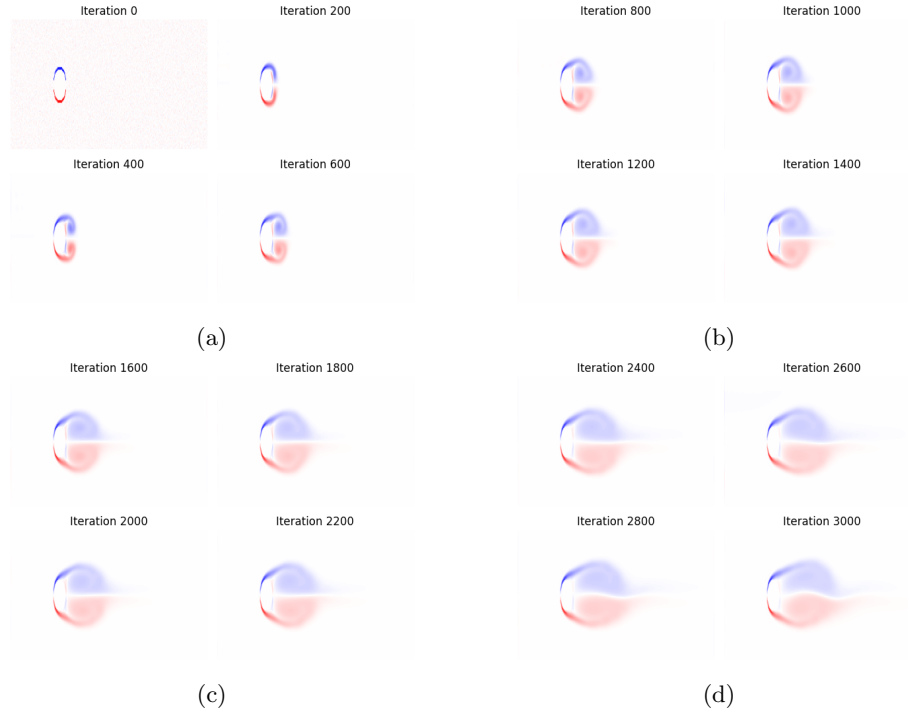 Iteration 0
Iteration 200
Iteration 400
Iteration 600
(a)
Iteration 800
Iteration 1000
Iteration 1200
Iteration 1400
(b)
Iteration 1600
Iteration 1800
Iteration 2000
Iteration 2200
(c)
Iteration 2400
Iteration 2600
Iteration 2800
Iteration 3000
(d)